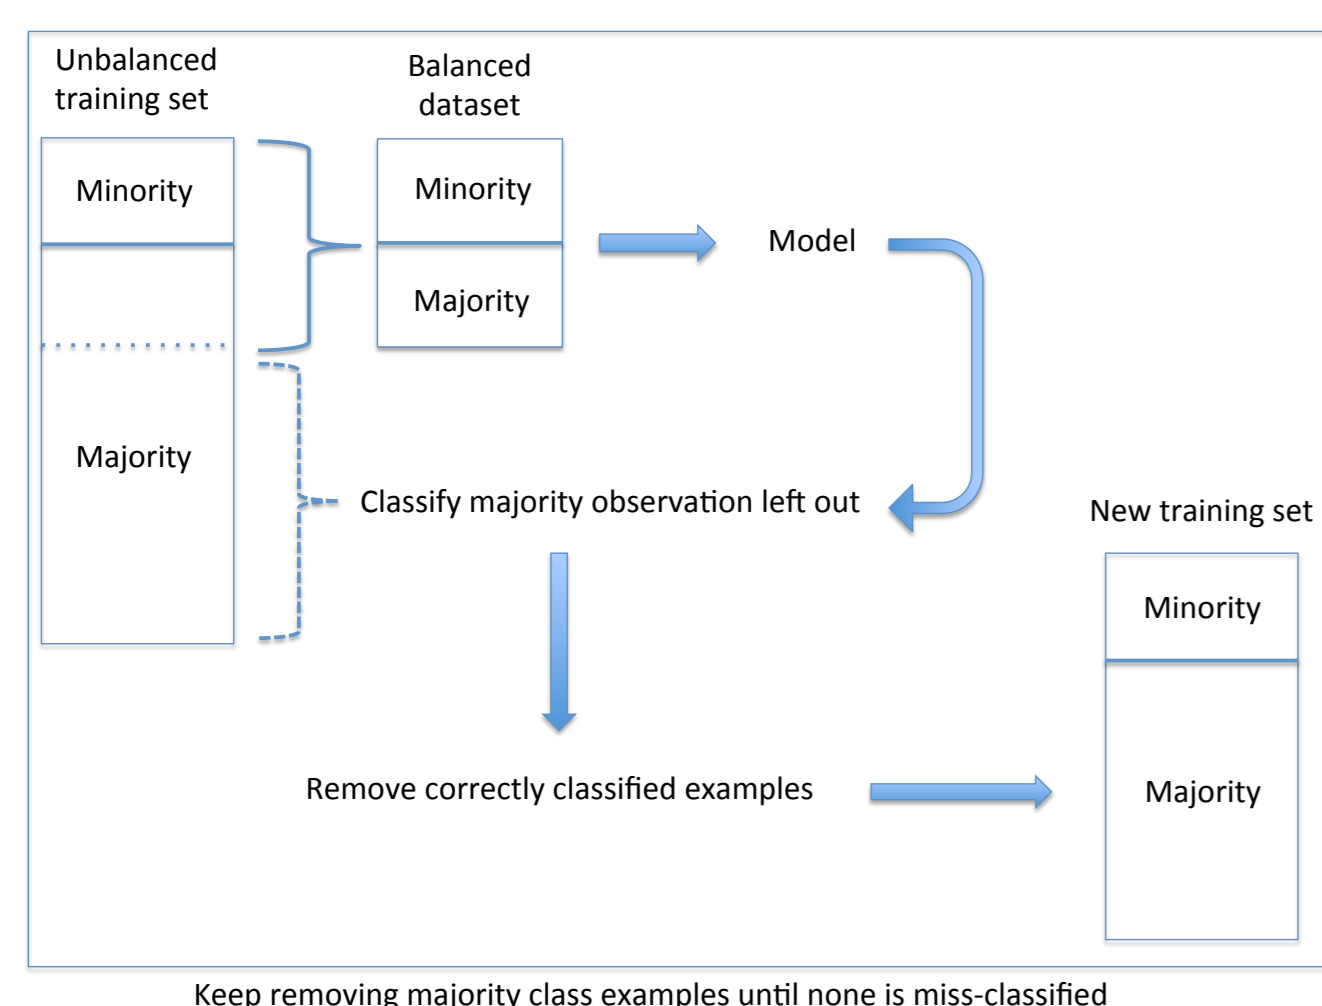 Unbalanced
training set
Balanced
dataset
Minority
Majority
Minority
Majority
Model
Classify majority observation left out
Remove correctly classified examples
New training set
Minority
Majority
Keep removing majority class examples until none is miss-classified